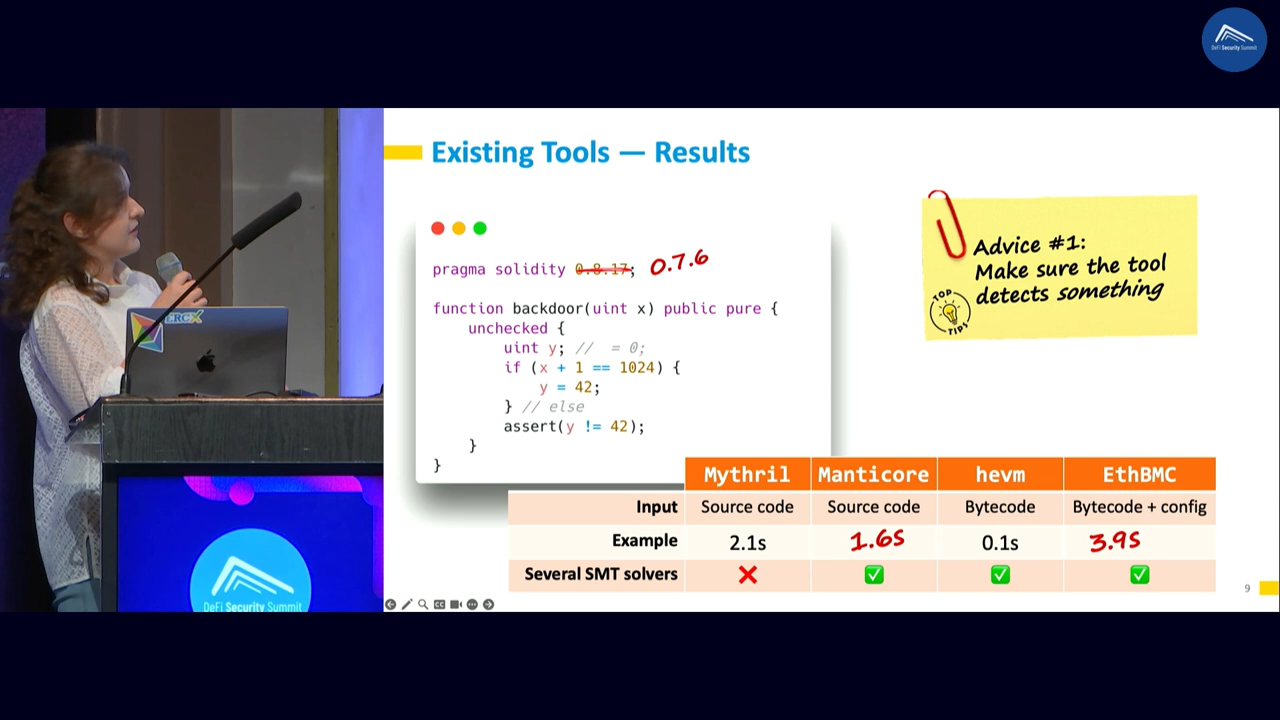 DeFi Security Summit
Existing Tools — Results
pragma solidity 0.8.17; 0.7.6
function backdoor(uint x) public pure {
unchecked {
uint y; // = 0;
if (x + 1 == 1024) {
y = 42;
} // else
assert(y != 42);
}
}
Advice #1:
Make sure the tool
detects something
TOP
TIPS
Mythril Manticore hevm EthBMC
Input Source code Source code Bytecode Bytecode + config
Example 2.1s 1.6s 0.1s 3.9s
Several SMT solvers ❌ ✅ ✅ ✅
9
ERCX
DeFi Security Summit